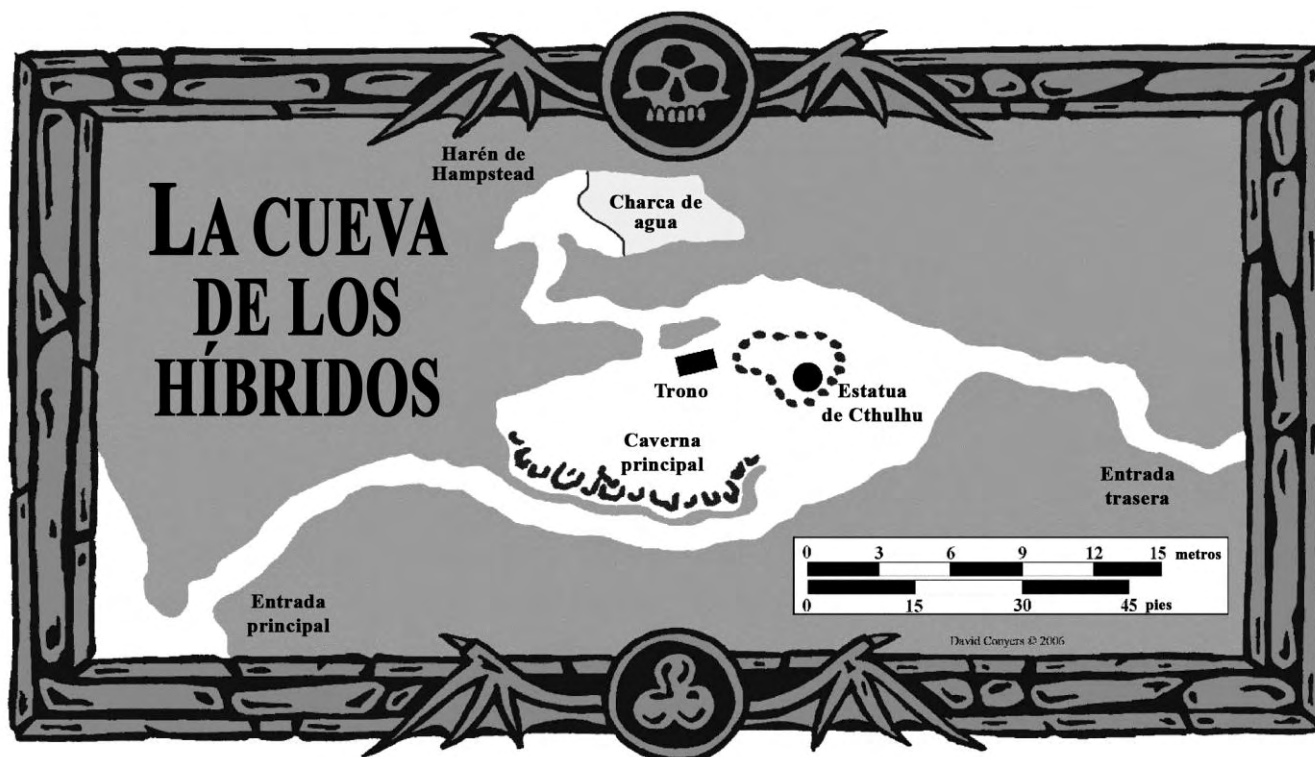 LA CUEVA
DE LOS
HÍBRIDOS
Harén de
Hampstead
Charca de
agua
Trono
Estatua
de Cthulhu
Caverna
principal
Entrada
trasera
Entrada
principal
0 3 6 9 12 15 metros
0 15 30 45 pies
David Conyers © 2006